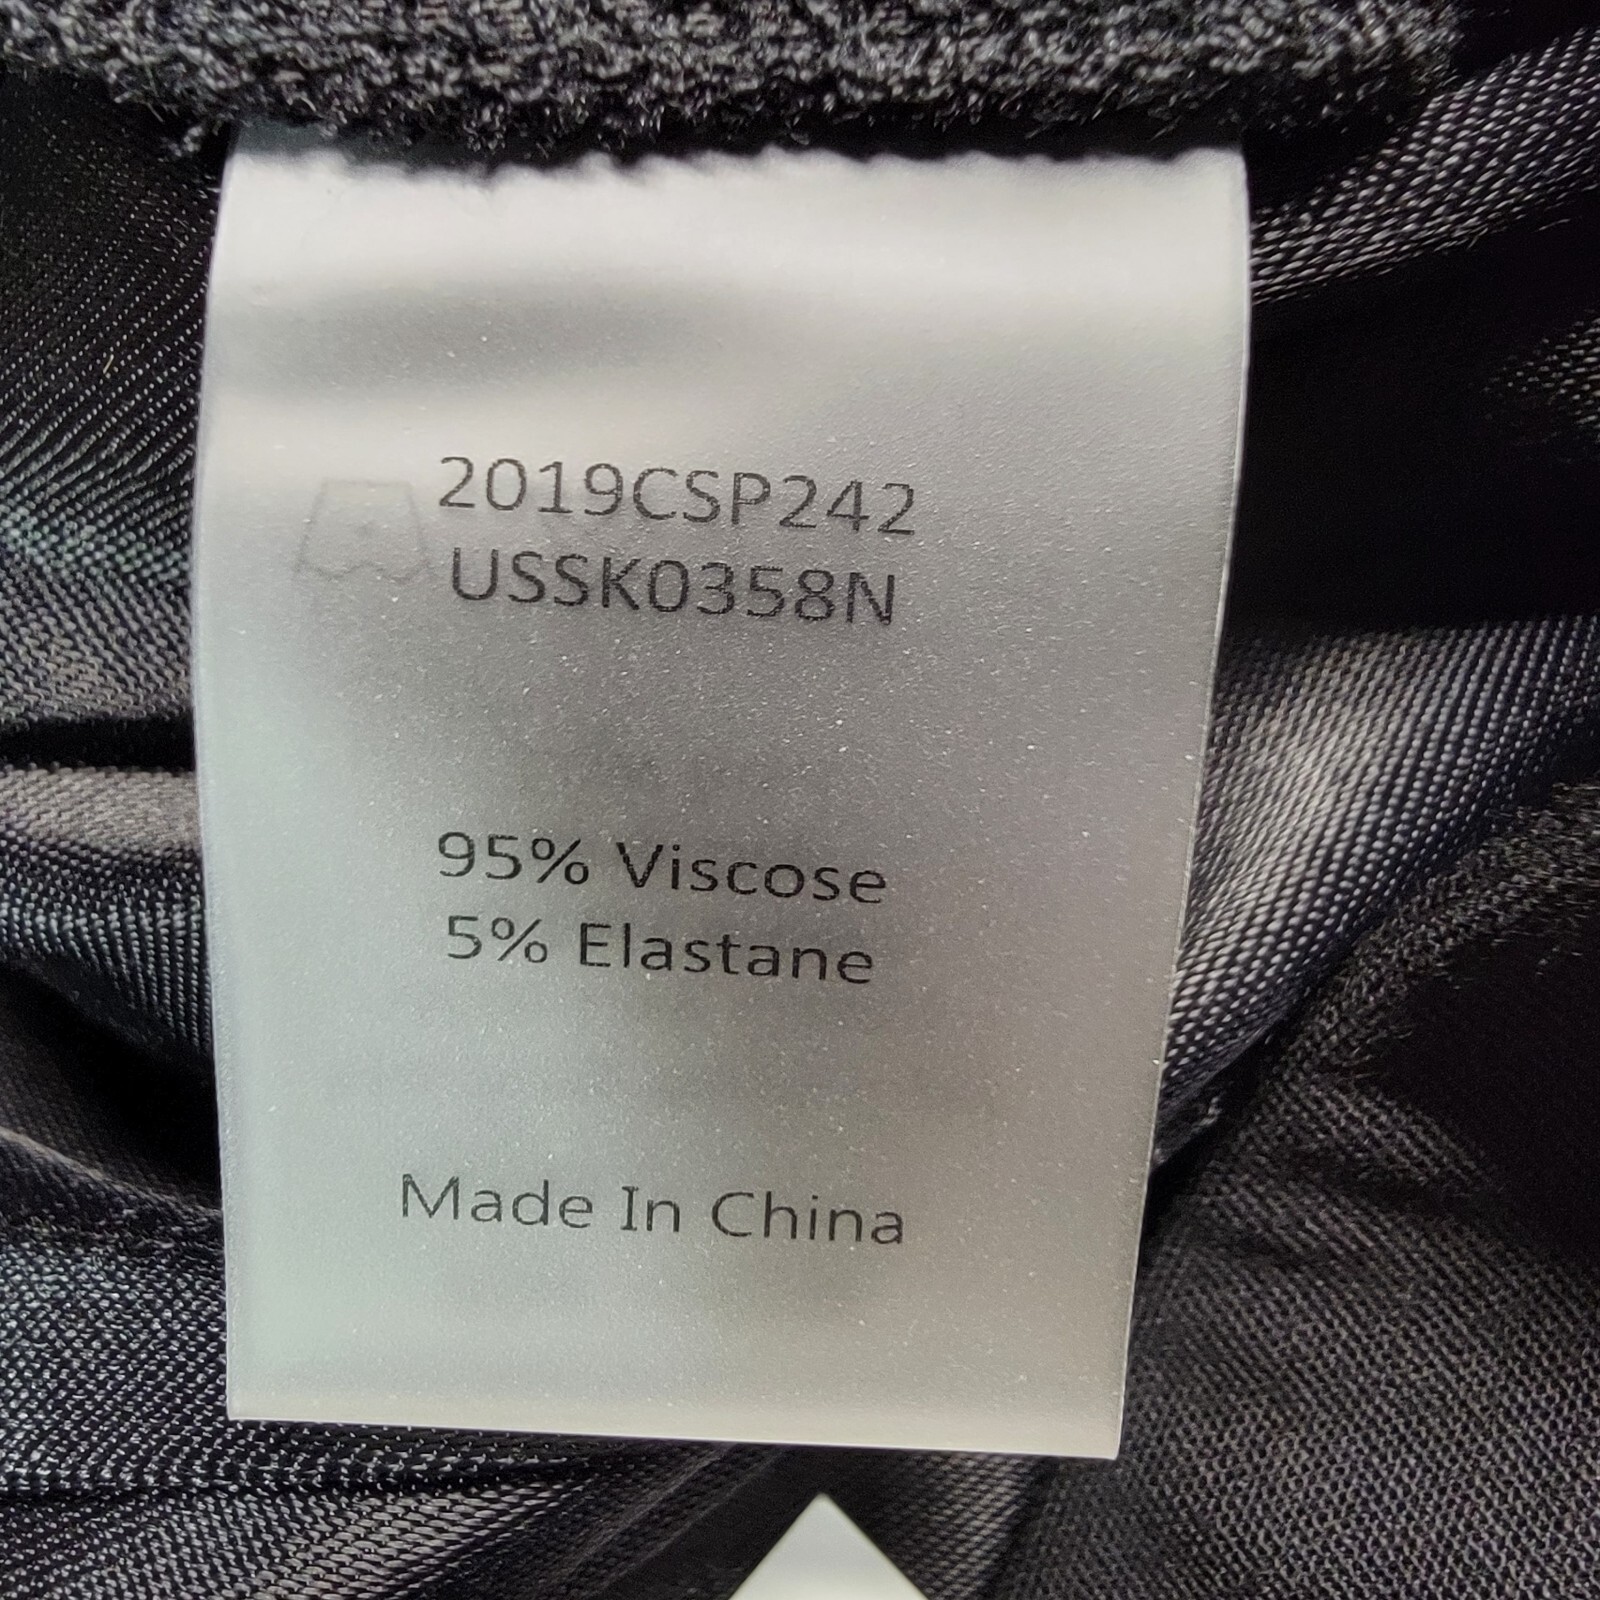 2019CSP242
USSK0358N
95% Viscose
5% Elastane
Made In China